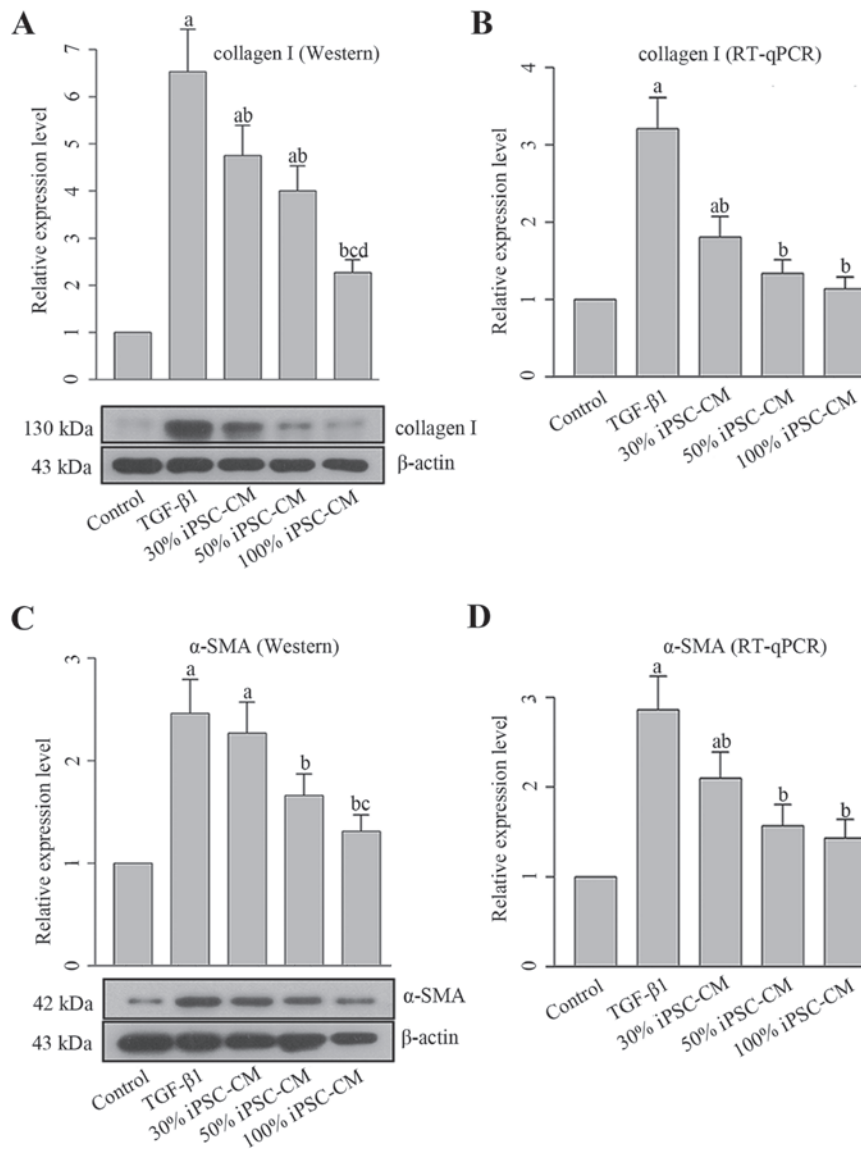 A
collagen I (Western)
Relative expression level
0 1 2 3 4 5 6 7
a
ab
ab
bcd
130 kDa
collagen I
43 kDa
β-actin
Control
TGF-β1
30% iPSC-CM
50% iPSC-CM
100% iPSC-CM
B
collagen I (RT-qPCR)
Relative expression level
0 1 2 3 4
a
ab
b
b
Control
TGF-β1
30% iPSC-CM
50% iPSC-CM
100% iPSC-CM
C
α-SMA (Western)
Relative expression level
0 1 2 3
a
a
b
bc
42 kDa
α-SMA
43 kDa
β-actin
Control
TGF-β1
30% iPSC-CM
50% iPSC-CM
100% iPSC-CM
D
α-SMA (RT-qPCR)
Relative expression level
0 1 2 3
a
ab
b
b
Control
TGF-β1
30% iPSC-CM
50% iPSC-CM
100% iPSC-CM